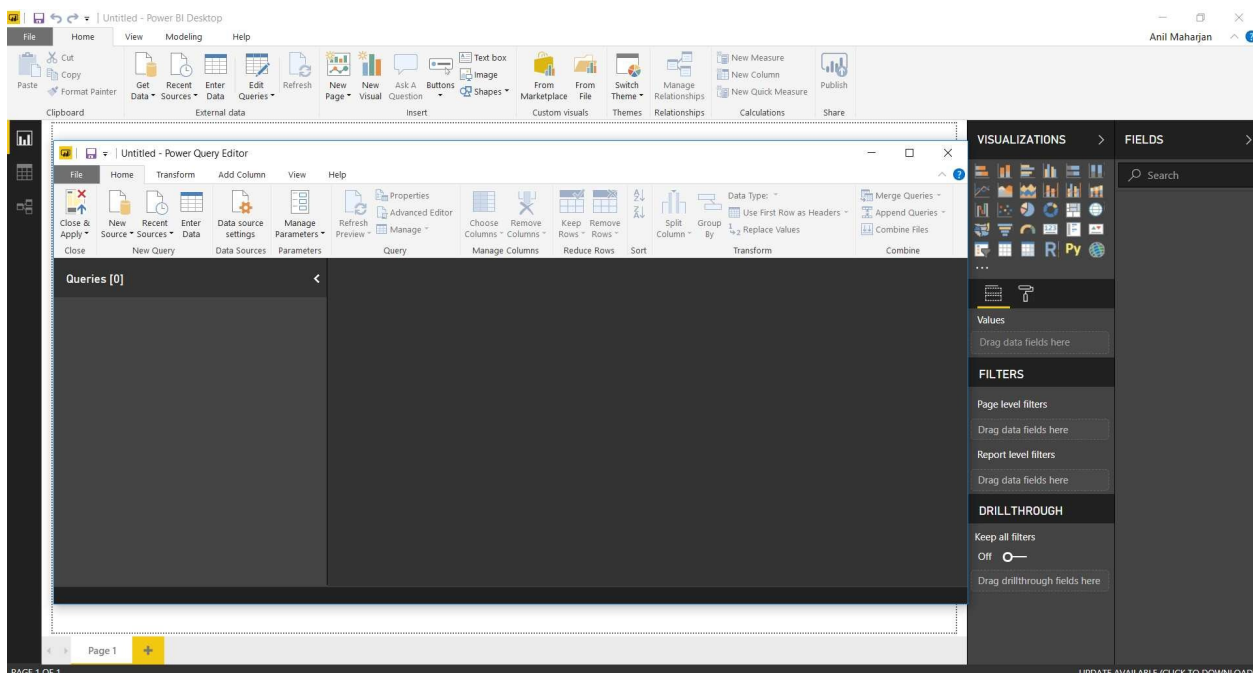 Untitled - Power BI Desktop
File Home View Modeling Help
Anil Maharjan
Paste
Cut
Copy
Format Painter
Clipboard
Get Data
Recent Sources
Enter Data
Edit Queries
Refresh
External data
New Page
New Visual
Ask A Question
Buttons
Text box
Image
Shapes
Insert
From Marketplace
From File
Custom visuals
Switch Theme
Themes
Manage Relationships
Relationships
New Measure
New Column
New Quick Measure
Calculations
Publish
Share
Untitled - Power Query Editor
File Home Transform Add Column View Help
Close & Apply
Close
New Source
Recent Sources
Enter Data
New Query
Data source settings
Data Sources
Manage Parameters
Parameters
Refresh Preview
Properties
Advanced Editor
Manage
Query
Choose Columns
Remove Columns
Manage Columns
Keep Rows
Remove Rows
Reduce Rows
Sort
Split Column
Group By
Data Type:
Use First Row as Headers
Replace Values
Transform
Merge Queries
Append Queries
Combine Files
Combine
Queries [0]
VISUALIZATIONS
R Py
...
Values
Drag data fields here
FILTERS
Page level filters
Drag data fields here
Report level filters
Drag data fields here
DRILLTHROUGH
Keep all filters
Off
Drag drillthrough fields here
FIELDS
Search
Page 1
PAGE 1 OF 1
UPDATE AVAILABLE (CLICK TO DOWNLOAD